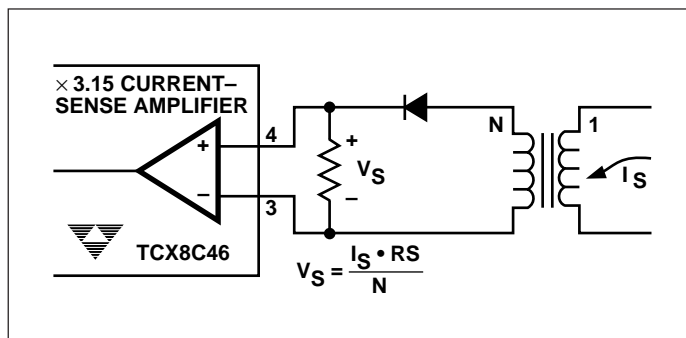 × 3.15 CURRENT–
SENSE AMPLIFIER
+
4
–
3
TCX8C46
+
VS
–
N
1
IS
VS = IS • RS
N